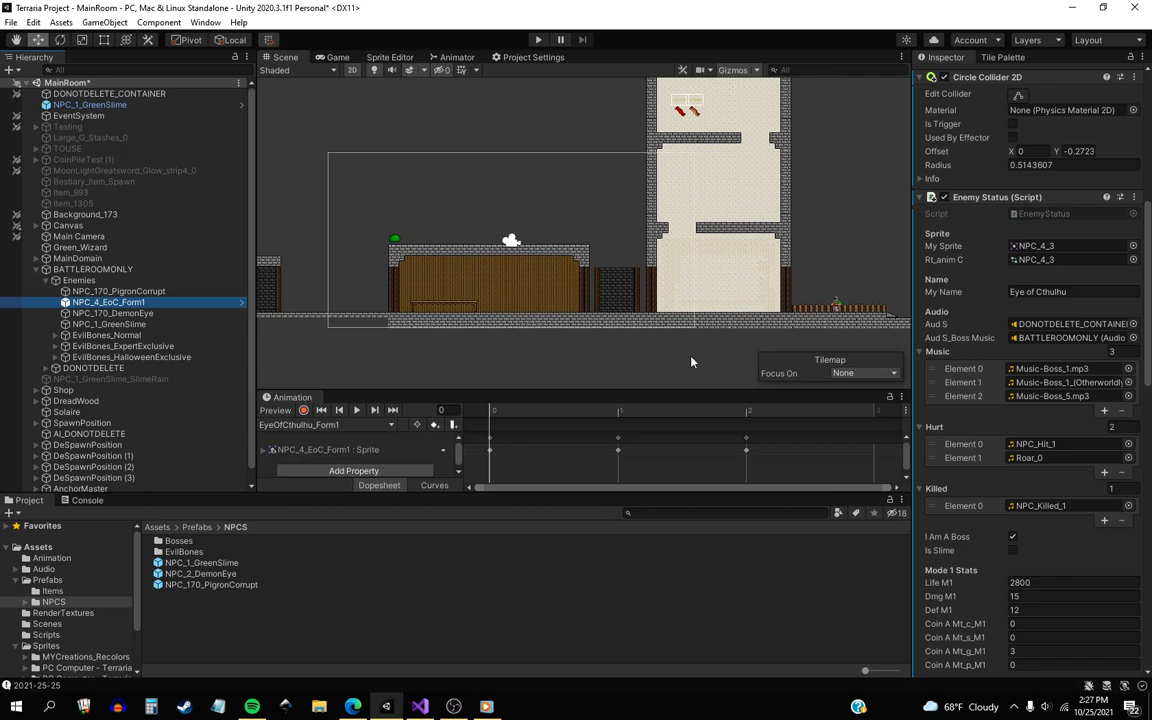 Terraria Project - MainRoom - PC, Mac & Linux Standalone - Unity 2020.3.1f1 Personal* <DX11>
File Edit Assets GameObject Component Window Help
Pivot Local Account Layers Layout
Hierarchy
All
MainRoom*
DONOTDELETE_CONTAINER
NPC_1_GreenSlime
EventSystem
Testing
Large_G_Stashes_0
TOUSE
CoinPileTest (1)
MoonLightGreatsword_Glow_strip4_0
Bestiary_Item_Spawn
Item_993
Item_1305
Background_173
Canvas
Main Camera
Green_Wizard
MainDomain
BATTLEROOMONLY
Enemies
NPC_170_PigronCorrupt
NPC_4_EoC_Form1
NPC_170_DemonEye
NPC_1_GreenSlime
EvilBones_Normal
EvilBones_ExpertExclusive
EvilBones_HalloweenExclusive
DONOTDELETE
NPC_1_GreenSlime_SlimeRain
Shop
DreadWood
Solaire
SpawnPosition
AI_DONOTDELETE
DeSpawnPosition
DeSpawnPosition (1)
DeSpawnPosition (2)
DeSpawnPosition (3)
AnchorMaster
Scene Game Sprite Editor Animator Project Settings
Shaded 2D 0 Gizmos All
Tilemap
Focus On None
Animation
Preview 0 0 1 2 3
EyeOfCthulhu_Form1
NPC_4_EoC_Form1 : Sprite
Add Property
Dopesheet Curves
Project Console
18
Favorites
Assets
Animation
Audio
Prefabs
Items
NPCS
RenderTextures
Scenes
Scripts
Sprites
MYCreations_Recolors
PC Computer - Terraria
Assets Prefabs NPCS
Bosses
EvilBones
NPC_1_GreenSlime
NPC_2_DemonEye
NPC_170_PigronCorrupt
Inspector Tile Palette
Circle Collider 2D
Edit Collider
Material None (Physics Material 2D)
Is Trigger
Used By Effector
Offset X 0 Y -0.2723
Radius 0.5143607
Info
Enemy Status (Script)
Script EnemyStatus
Sprite
My Sprite NPC_4_3
Rt_anim C NPC_4_3
Name
My Name Eye of Cthulhu
Audio
Aud S DONOTDELETE_CONTAINE
Aud S_Boss Music BATTLEROOMONLY (Audio
Music 3
Element 0 Music-Boss_1.mp3
Element 1 Music-Boss_1_(Otherworldly
Element 2 Music-Boss_5.mp3
Hurt 2
Element 0 NPC_Hit_1
Element 1 Roar_0
Killed 1
Element 0 NPC_Killed_1
I Am A Boss
Is Slime
Mode 1 Stats
Life M1 2800
Dmg M1 15
Def M1 12
Coin A Mt_c_M1 0
Coin A Mt_s_M1 0
Coin A Mt_g_M1 3
Coin A Mt_p_M1 0
2021-25-25
68°F Cloudy 2:27 PM
10/25/2021
22